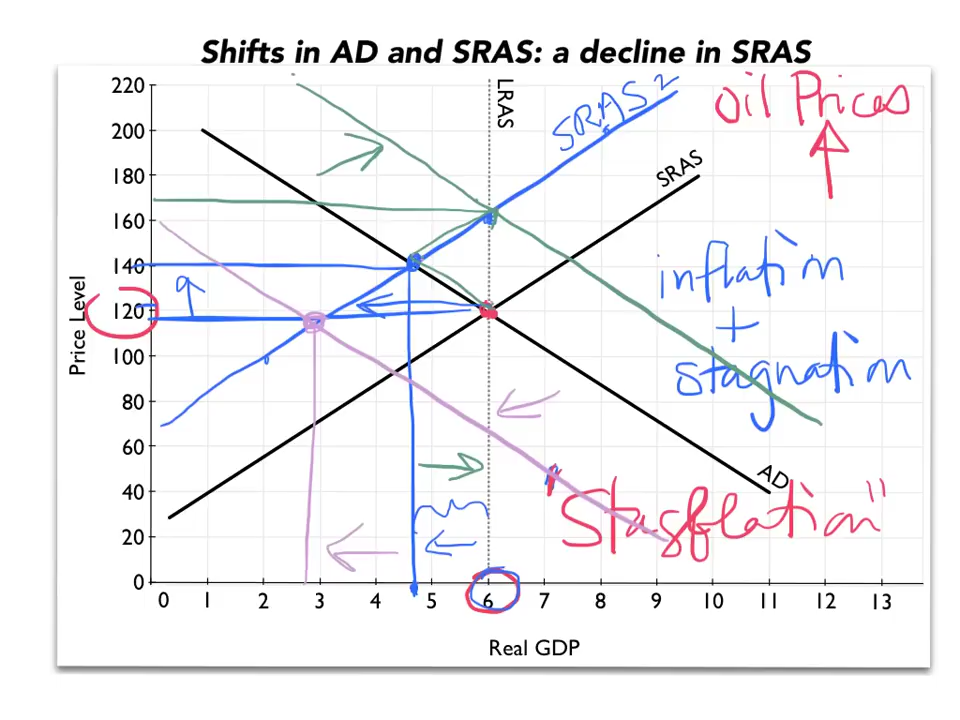 Shifts in AD and SRAS: a decline in SRAS
220
200
180
160
140
120
100
80
60
40
20
0
Price Level
0 1 2 3 4 5 6 7 8 9 10 11 12 13
Real GDP
LRAS
SRAS2
SRAS
AD
oil Prices
inflation
+
stagnation
"Stagflation"